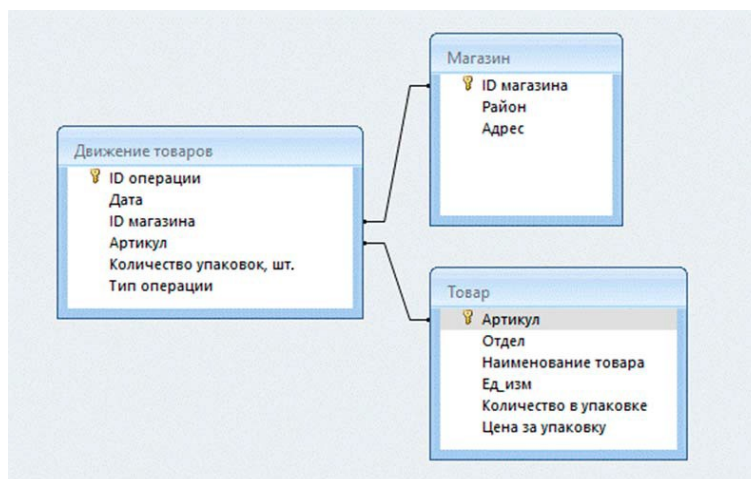 Магазин
ID магазина
Район
Адрес
Движение товаров
ID операции
Дата
ID магазина
Артикул
Количество упаковок, шт.
Тип операции
Товар
Артикул
Отдел
Наименование товара
Ед_изм
Количество в упаковке
Цена за упаковку